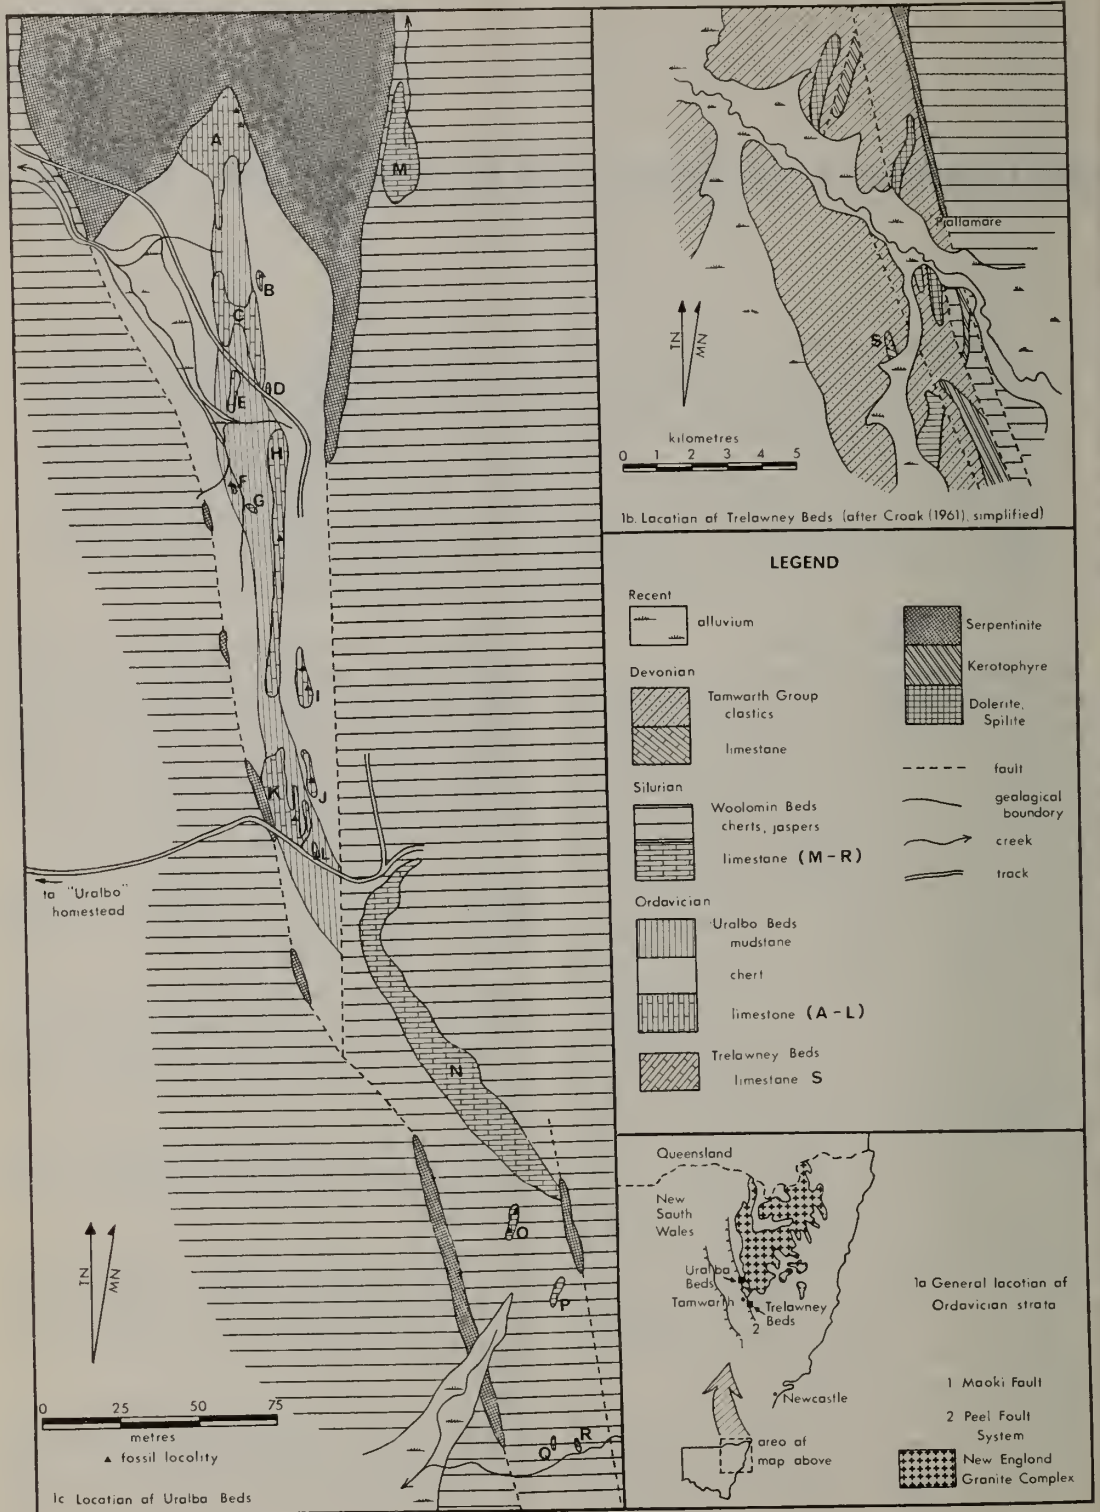 A
M
B
C
D
E
H
F
G
I
K
J
L
to "Uralba"
homestead
N
O
P
Q
R
TN
MN
0 25 50 75
metres
▲ fossil locality
1c Location of Uralba Beds
Piallamore
S
TN
MN
kilometres
0 1 2 3 4 5
1b. Location of Trelawney Beds (after Crook (1961), simplified)
LEGEND
Recent
alluvium
Devonian
Tamworth Group
clastics
limestone
Silurian
Woolomin Beds
cherts, jaspers
limestone (M-R)
Ordovician
Uralba Beds
mudstone
chert
limestone (A-L)
Trelawney Beds
limestone S
Serpentinite
Kerotophyre
Dolerite,
Spilite
fault
geological
boundary
creek
track
Queensland
New
South
Wales
Uralba
Beds
Tamworth
Trelawney
Beds
2
1
Newcastle
area of
map above
1a General location of
Ordovician strata
1 Mooki Fault
2 Peel Fault
System
New England
Granite Complex